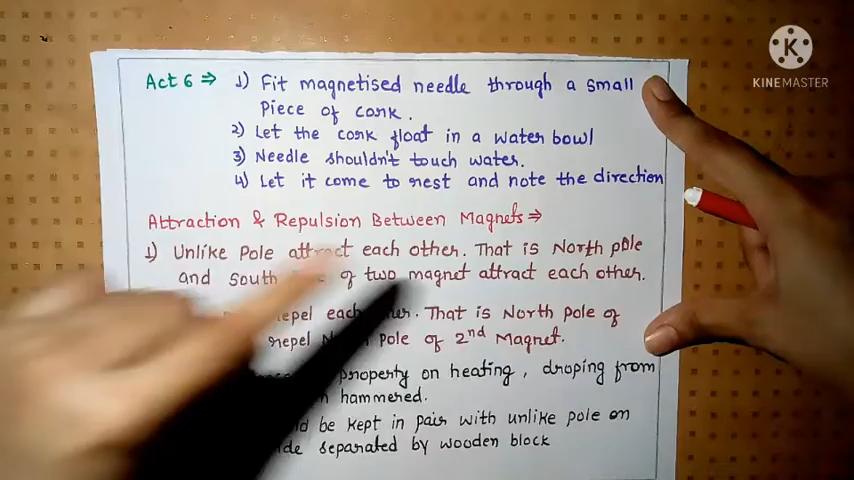 K
KINEMASTER
Act 6 ⇒ 1) Fit magnetised needle through a small
Piece of cork.
2) Let the cork float in a water bowl
3) Needle shouldn't touch water.
4) Let it come to rest and note the direction
Attraction & Repulsion Between Magnets ⇒
1) Unlike Pole attract each other. That is North pole
and South of two magnet attract each other.
repel each other. That is North pole of
repel pole of 2nd Magnet.
property on heating, droping from
hammered.
be kept in pair with unlike pole on
separated by wooden block